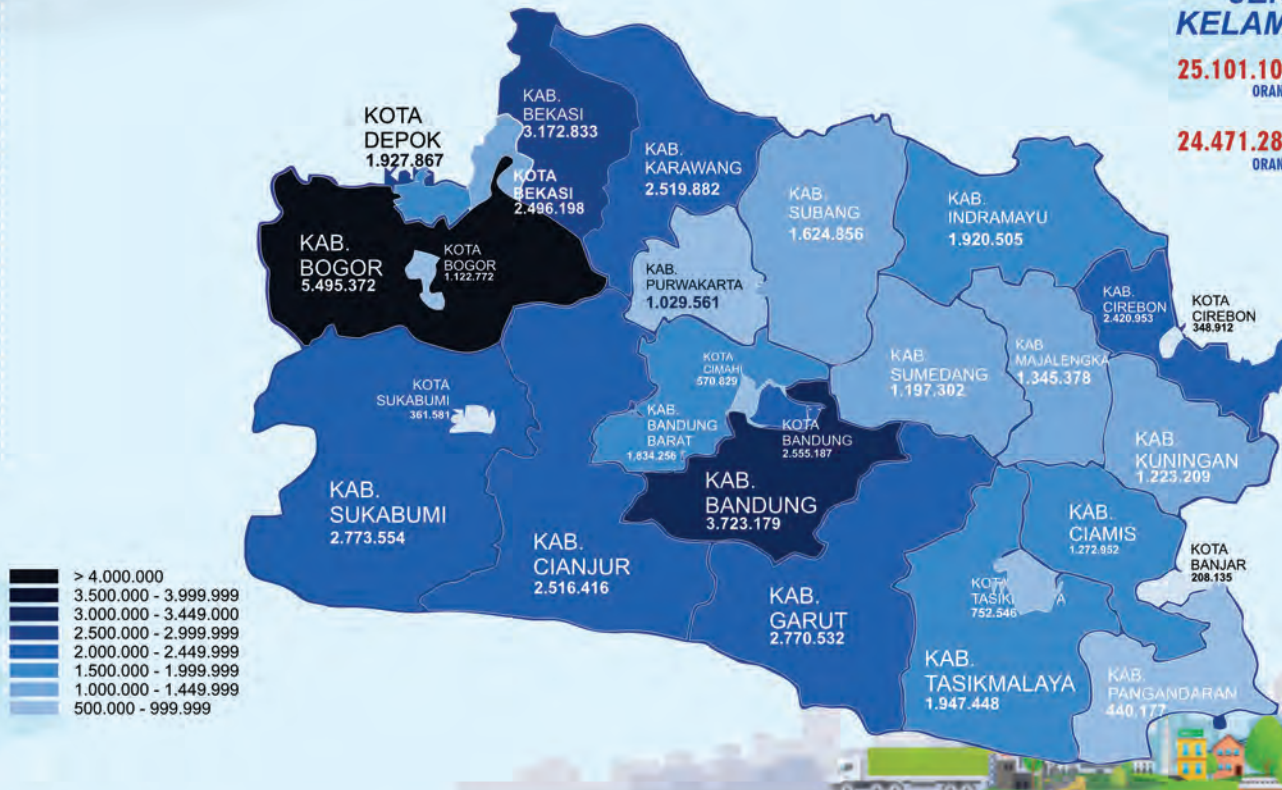 KELAM
25.101.10
ORAN
24.471.28
ORAN
KAB.
BEKASI
3.172.833
KOTA
DEPOK
1.927.867
KAB.
KARAWANG
2.519.882
KOTA
BEKASI
2.496.198
KAB.
SUBANG
1.624.856
KAB.
INDRAMAYU
1.920.505
KAB.
BOGOR
5.495.372
KOTA
BOGOR
1.122.772
KAB.
PURWAKARTA
1.029.561
KAB.
CIREBON
2.420.953
KOTA
CIREBON
348.912
KOTA
SUKABUMI
361.581
KOTA
CIMAHI
570.829
KAB.
SUMEDANG
1.197.302
KAB
MAJALENGKA
1.345.378
KAB.
BANDUNG
BARAT
1.834.256
KOTA
BANDUNG
2.555.187
KAB.
KUNINGAN
1.223.209
KAB.
SUKABUMI
2.773.554
KAB.
BANDUNG
3.723.179
KAB.
CIAMIS
1.272.952
KAB.
CIANJUR
2.516.416
KOTA
BANJAR
208.135
KAB.
GARUT
2.770.532
KOTA
752.546
KAB.
TASIKMALAYA
1.947.448
KAB.
PANGANDARAN
440.177
> 4.000.000
3.500.000 - 3.999.999
3.000.000 - 3.449.000
2.500.000 - 2.999.999
2.000.000 - 2.449.999
1.500.000 - 1.999.999
1.000.000 - 1.449.999
500.000 - 999.999